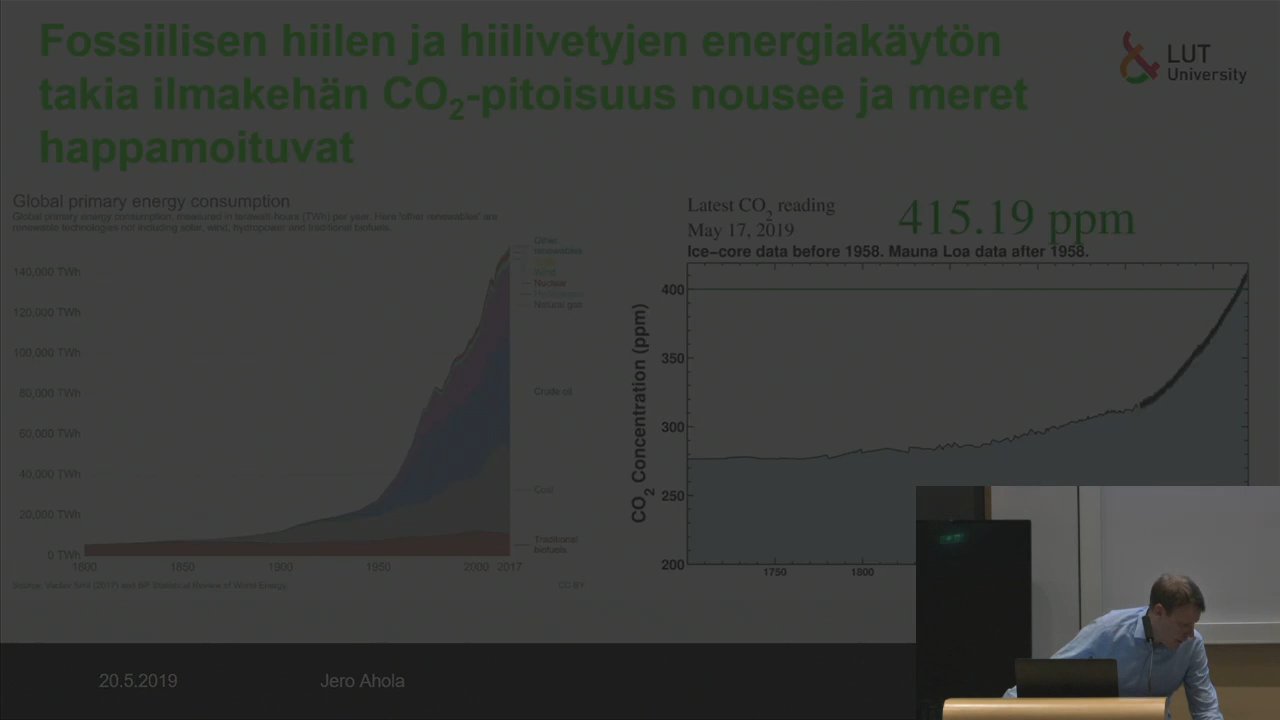 Fossiilisen hiilen ja hiilivetyjen energiakäytön
takia ilmakehän CO2-pitoisuus nousee ja meret
happamoituvat
LUT
University
Global primary energy consumption
Global primary energy consumption, measured in terawatt-hours (TWh) per year. Here 'other renewables' are
renewable technologies not including solar, wind, hydropower and traditional biofuels.
140,000 TWh
120,000 TWh
100,000 TWh
80,000 TWh
60,000 TWh
40,000 TWh
20,000 TWh
0 TWh
1800
1850
1900
1950
2000
2017
Other
renewables
Wind
Nuclear
Natural gas
Crude oil
Coal
Traditional
biofuels
Source: Vaclav Smil (2017) and BP Statistical Review of World Energy
CC BY
Latest CO2 reading
May 17, 2019
415.19 ppm
Ice-core data before 1958. Mauna Loa data after 1958.
CO2 Concentration (ppm)
400
350
300
250
200
1750
1800
20.5.2019
Jero Ahola